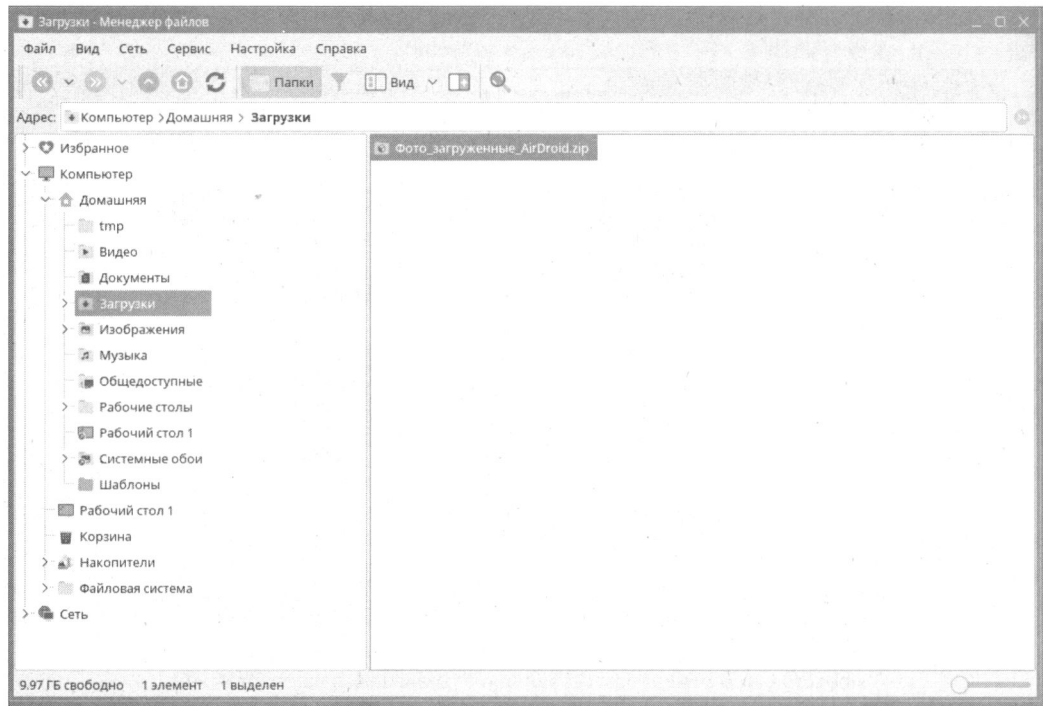 Загрузки - Менеджер файлов
Файл Вид Сеть Сервис Настройка Справка
Папки Вид
Адрес: Компьютер > Домашняя > Загрузки
Избранное
Компьютер
Домашняя
tmp
Видео
Документы
Загрузки
Изображения
Музыка
Общедоступные
Рабочие столы
Рабочий стол 1
Системные обои
Шаблоны
Рабочий стол 1
Корзина
Накопители
Файловая система
Сеть
Фото_загруженные_AirDroid.zip
9.97 ГБ свободно 1 элемент 1 выделен